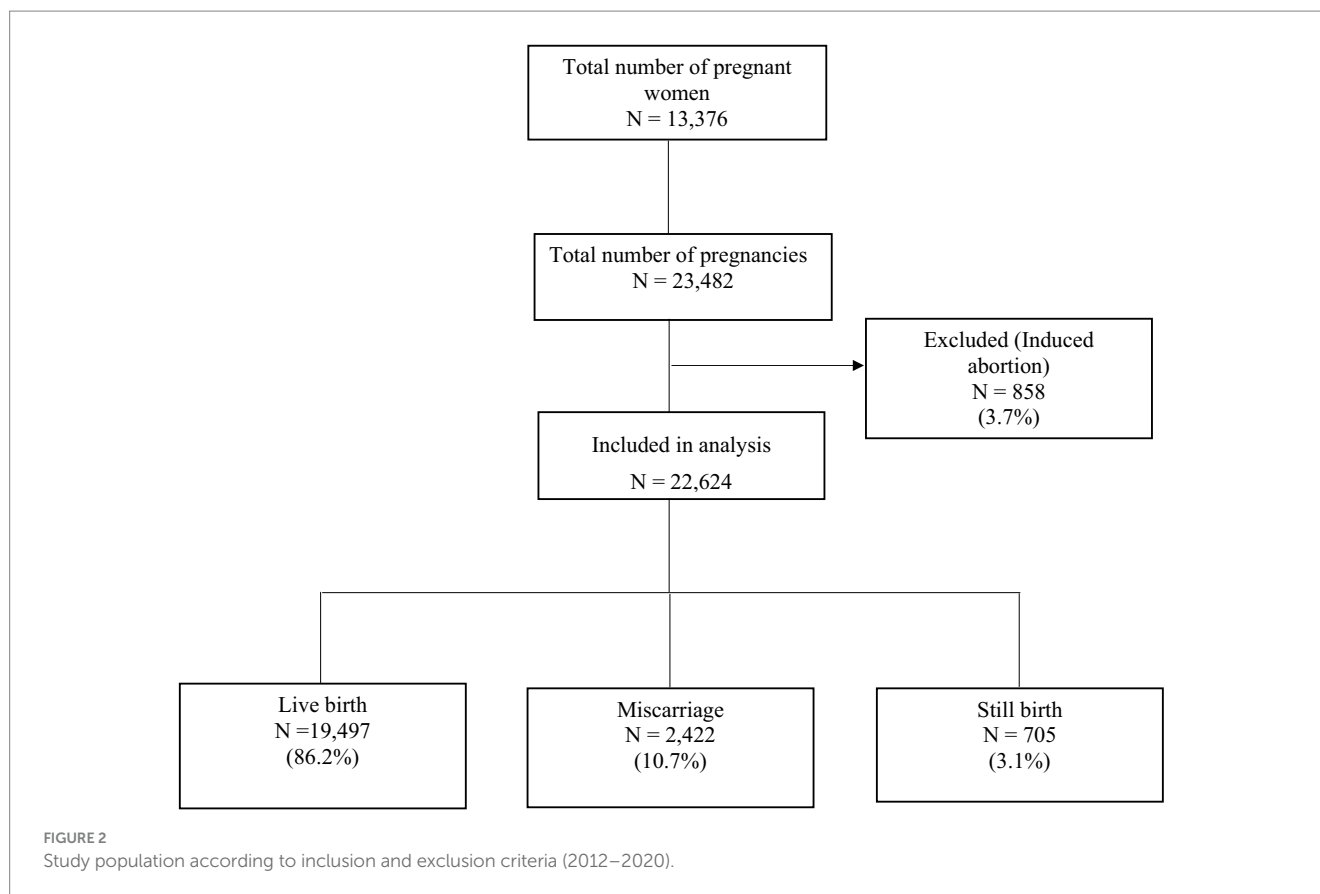 Total number of pregnant
women
N = 13,376
Total number of pregnancies
N = 23,482
Excluded (Induced
abortion)
N = 858
(3.7%)
Included in analysis
N = 22,624
Live birth
N =19,497
(86.2%)
Miscarriage
N = 2,422
(10.7%)
Still birth
N = 705
(3.1%)
FIGURE 2
Study population according to inclusion and exclusion criteria (2012–2020).